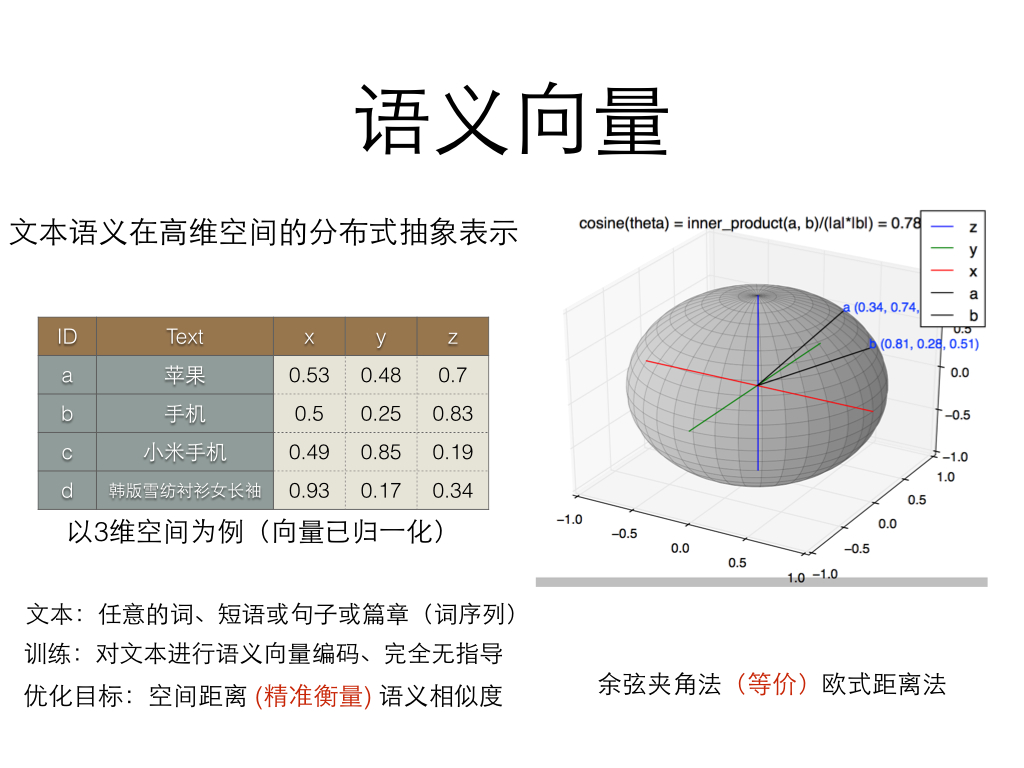 语义向量
文本语义在高维空间的分布式抽象表示
ID Text x y z
a 苹果 0.53 0.48 0.7
b 手机 0.5 0.25 0.83
c 小米手机 0.49 0.85 0.19
d 韩版雪纺衬衫女长袖 0.93 0.17 0.34
以3维空间为例（向量已归一化）
文本：任意的词、短语或句子或篇章（词序列）
训练：对文本进行语义向量编码、完全无指导
优化目标：空间距离 (精准衡量) 语义相似度
cosine(theta) = inner_product(a, b)/(|a|*|b|) = 0.78
z
y
x
a
b
a (0.34, 0.74,
b (0.81, 0.28, 0.51)
0.5
0.0
−0.5
−1.0
1.0
0.5
0.0
−0.5
−1.0
−1.0
−0.5
0.0
0.5
1.0
余弦夹角法（等价）欧式距离法